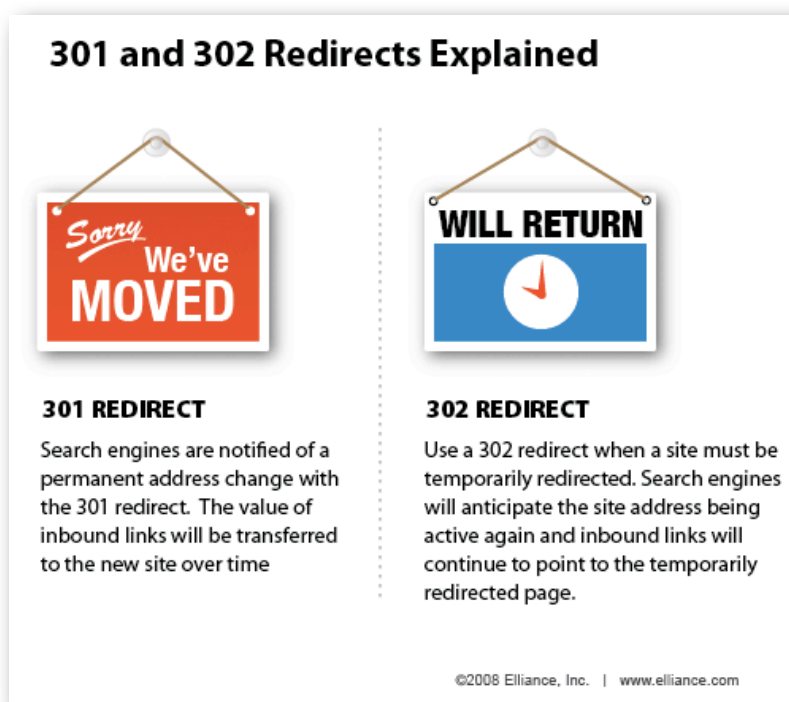 301 and 302 Redirects Explained
Sorry
We've
MOVED
301 REDIRECT
Search engines are notified of a
permanent address change with
the 301 redirect.  The value of
inbound links will be transferred
to the new site over time
WILL RETURN
302 REDIRECT
Use a 302 redirect when a site must be
temporarily redirected. Search engines
will anticipate the site address being
active again and inbound links will
continue to point to the temporarily
redirected page.
©2008 Elliance, Inc.  |  www.elliance.com